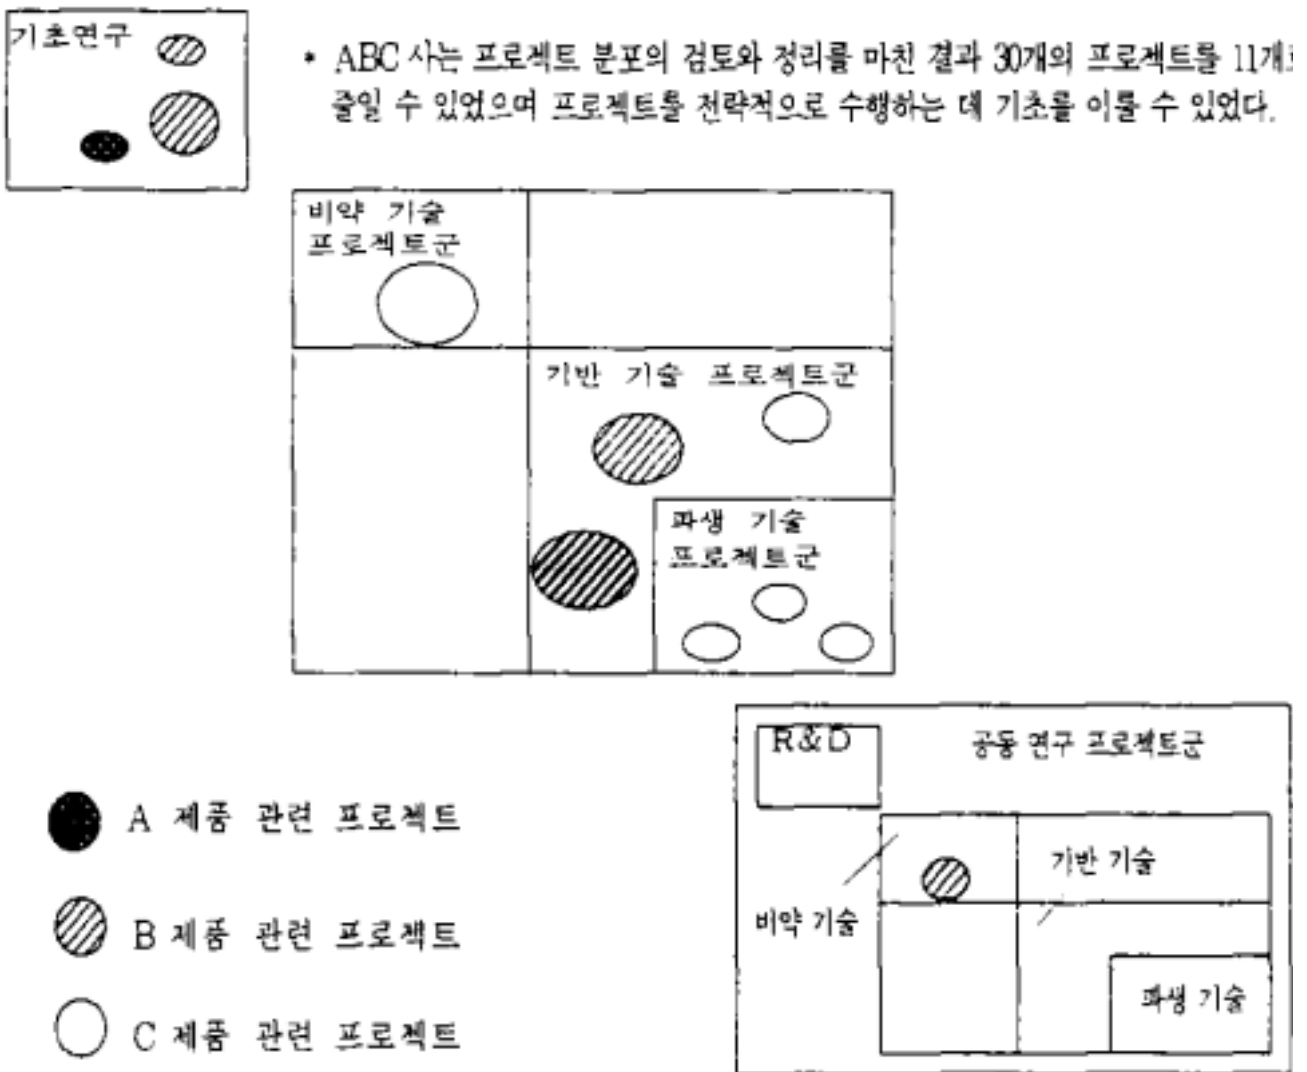 기초연구
* ABC 사는 프로젝트 분포의 검토와 정리를 마친 결과 30개의 프로젝트를 11개로
줄일 수 있었으며 프로젝트를 전략적으로 수행하는 데 기초를 이룰 수 있었다.
비약 기술
프로젝트군
기반 기술 프로젝트군
파생 기술
프로젝트군
A 제품 관련 프로젝트
B 제품 관련 프로젝트
C 제품 관련 프로젝트
R&D
공동 연구 프로젝트군
기반 기술
비약 기술
파생 기술